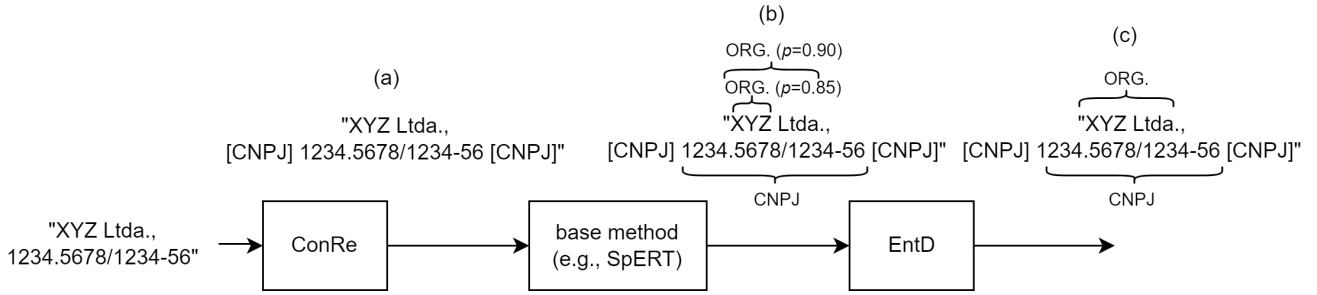 (a)
"XYZ Ltda.,
[CNPJ] 1234.5678/1234-56 [CNPJ]"
(b)
ORG. (p=0.90)
ORG. (p=0.85)
"XYZ Ltda.,
[CNPJ] 1234.5678/1234-56 [CNPJ]"
CNPJ
(c)
ORG.
"XYZ Ltda.,
[CNPJ] 1234.5678/1234-56 [CNPJ]"
CNPJ
"XYZ Ltda.,
1234.5678/1234-56"
ConRe
base method
(e.g., SpERT)
EntD